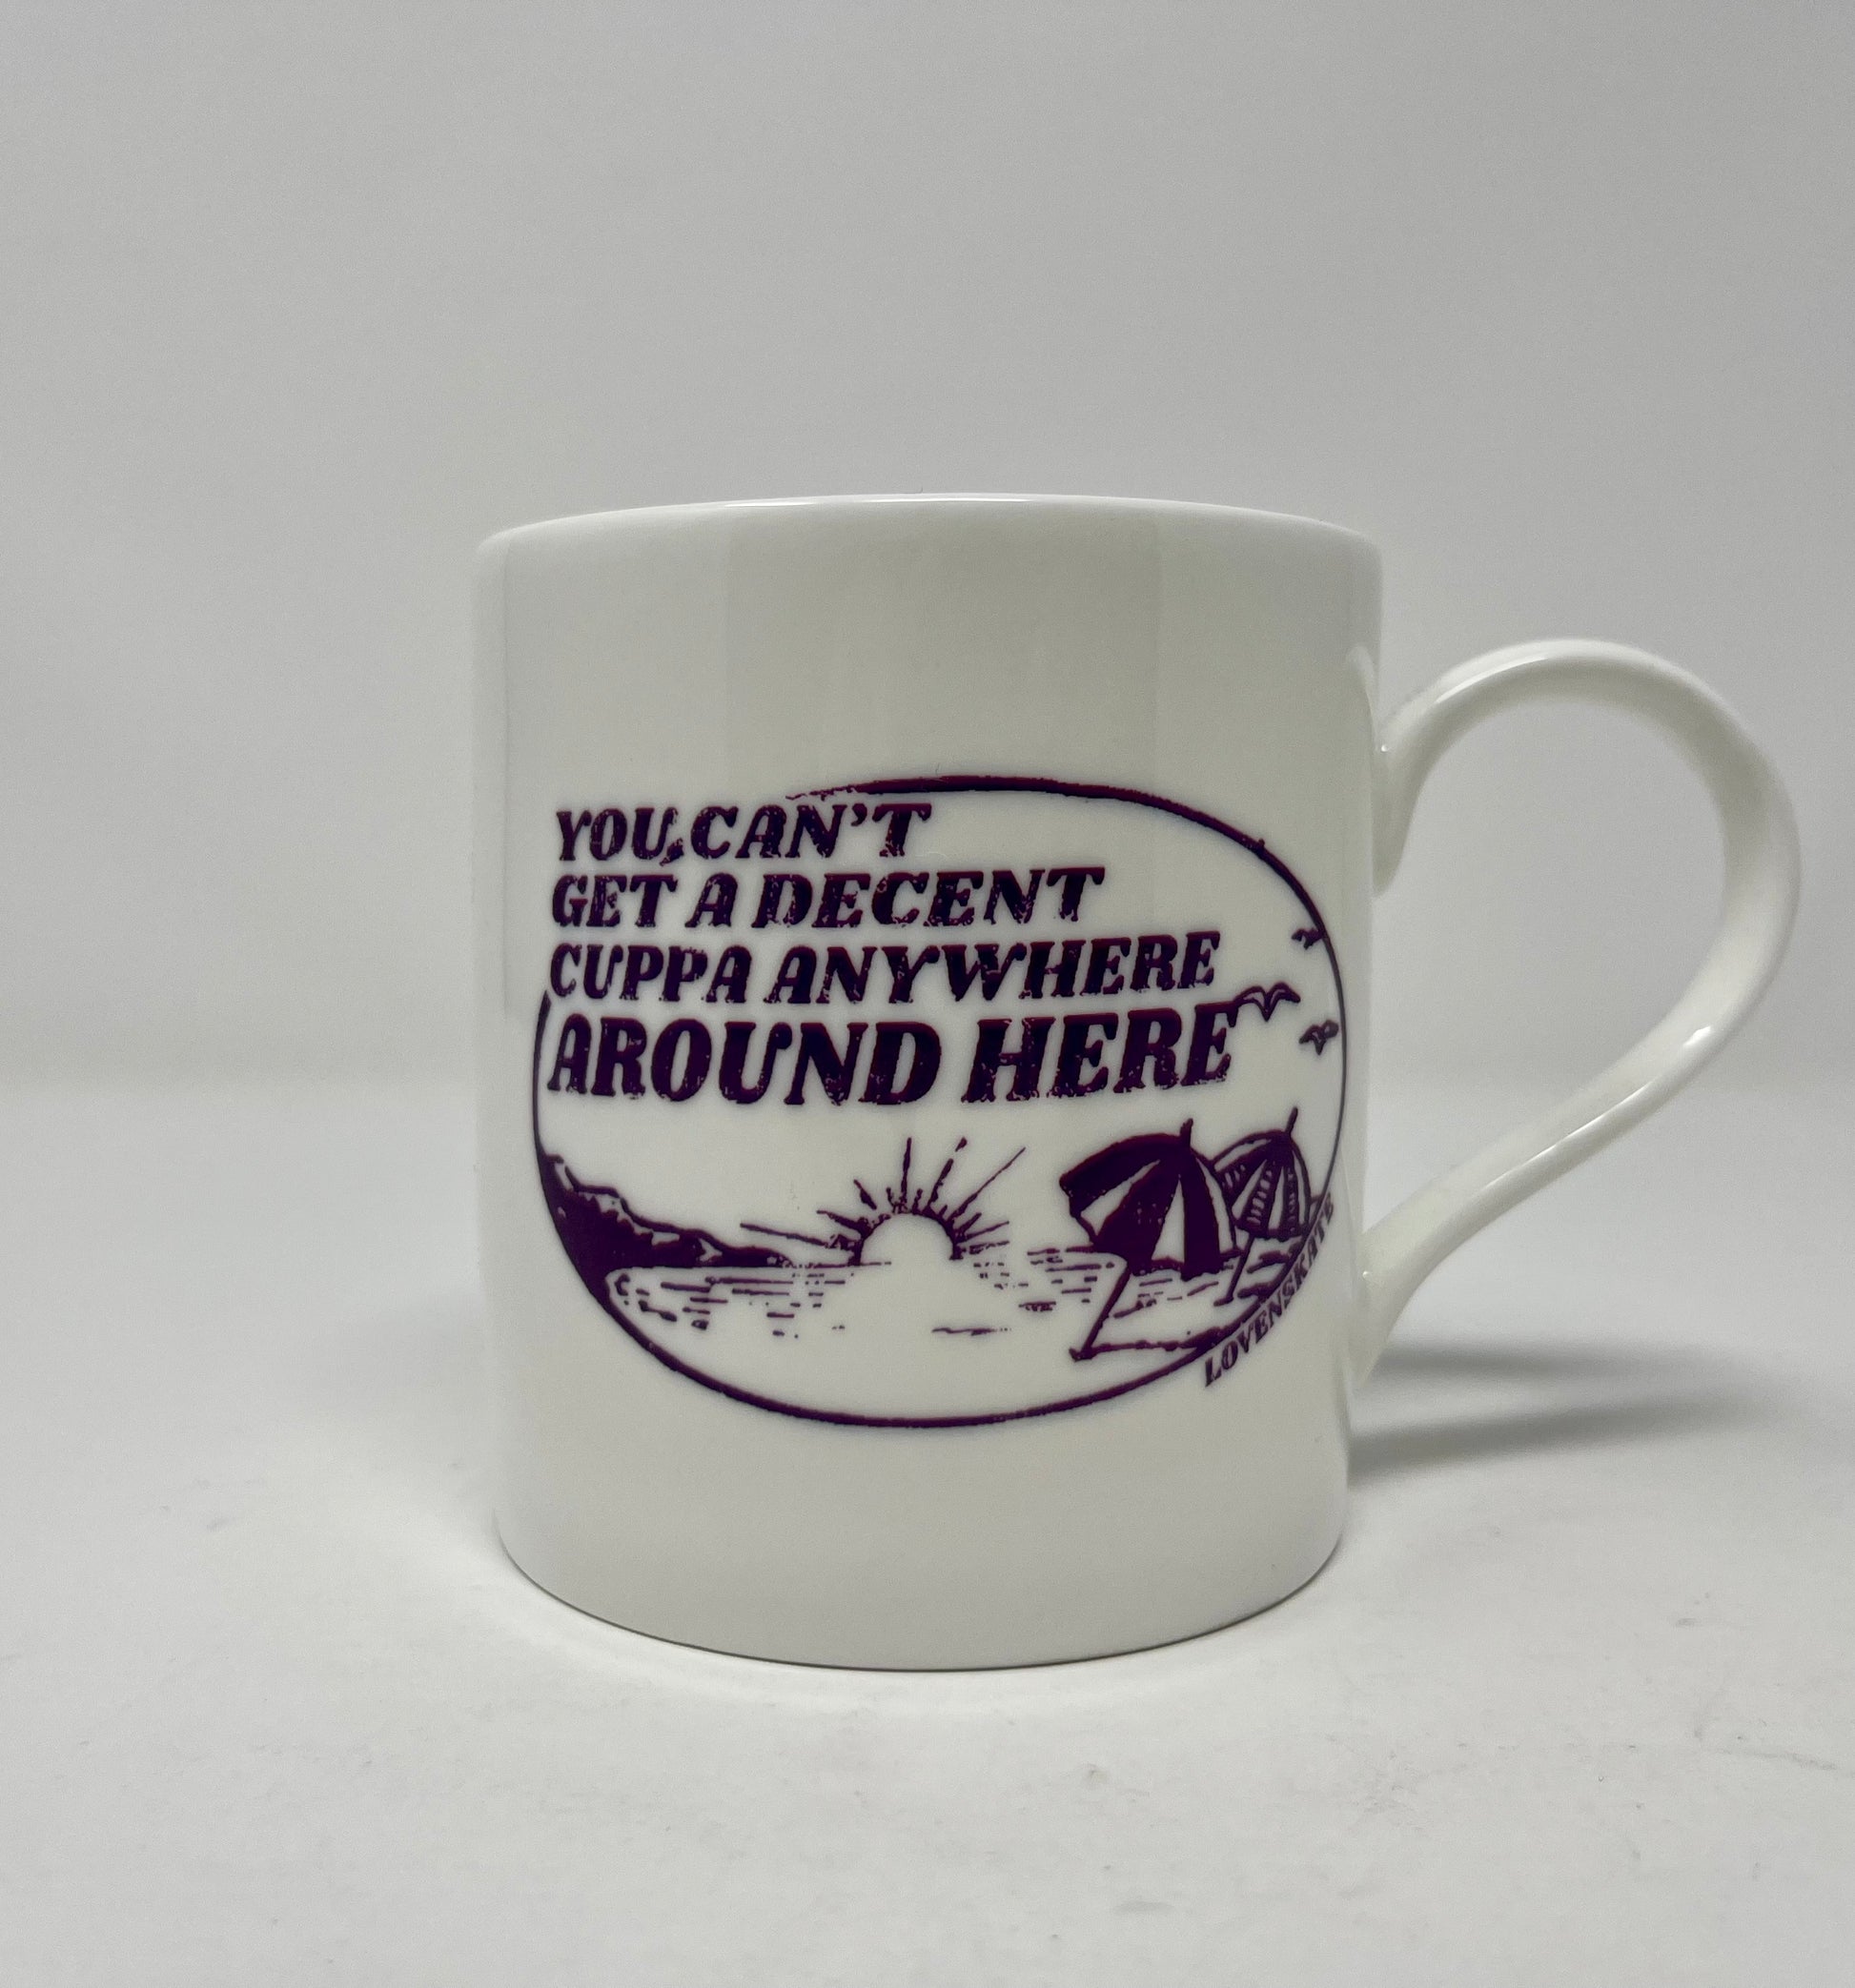 YOU CAN'T
GET A DECENT
CUPPA ANYWHERE
AROUND HERE
LOVENSKATE